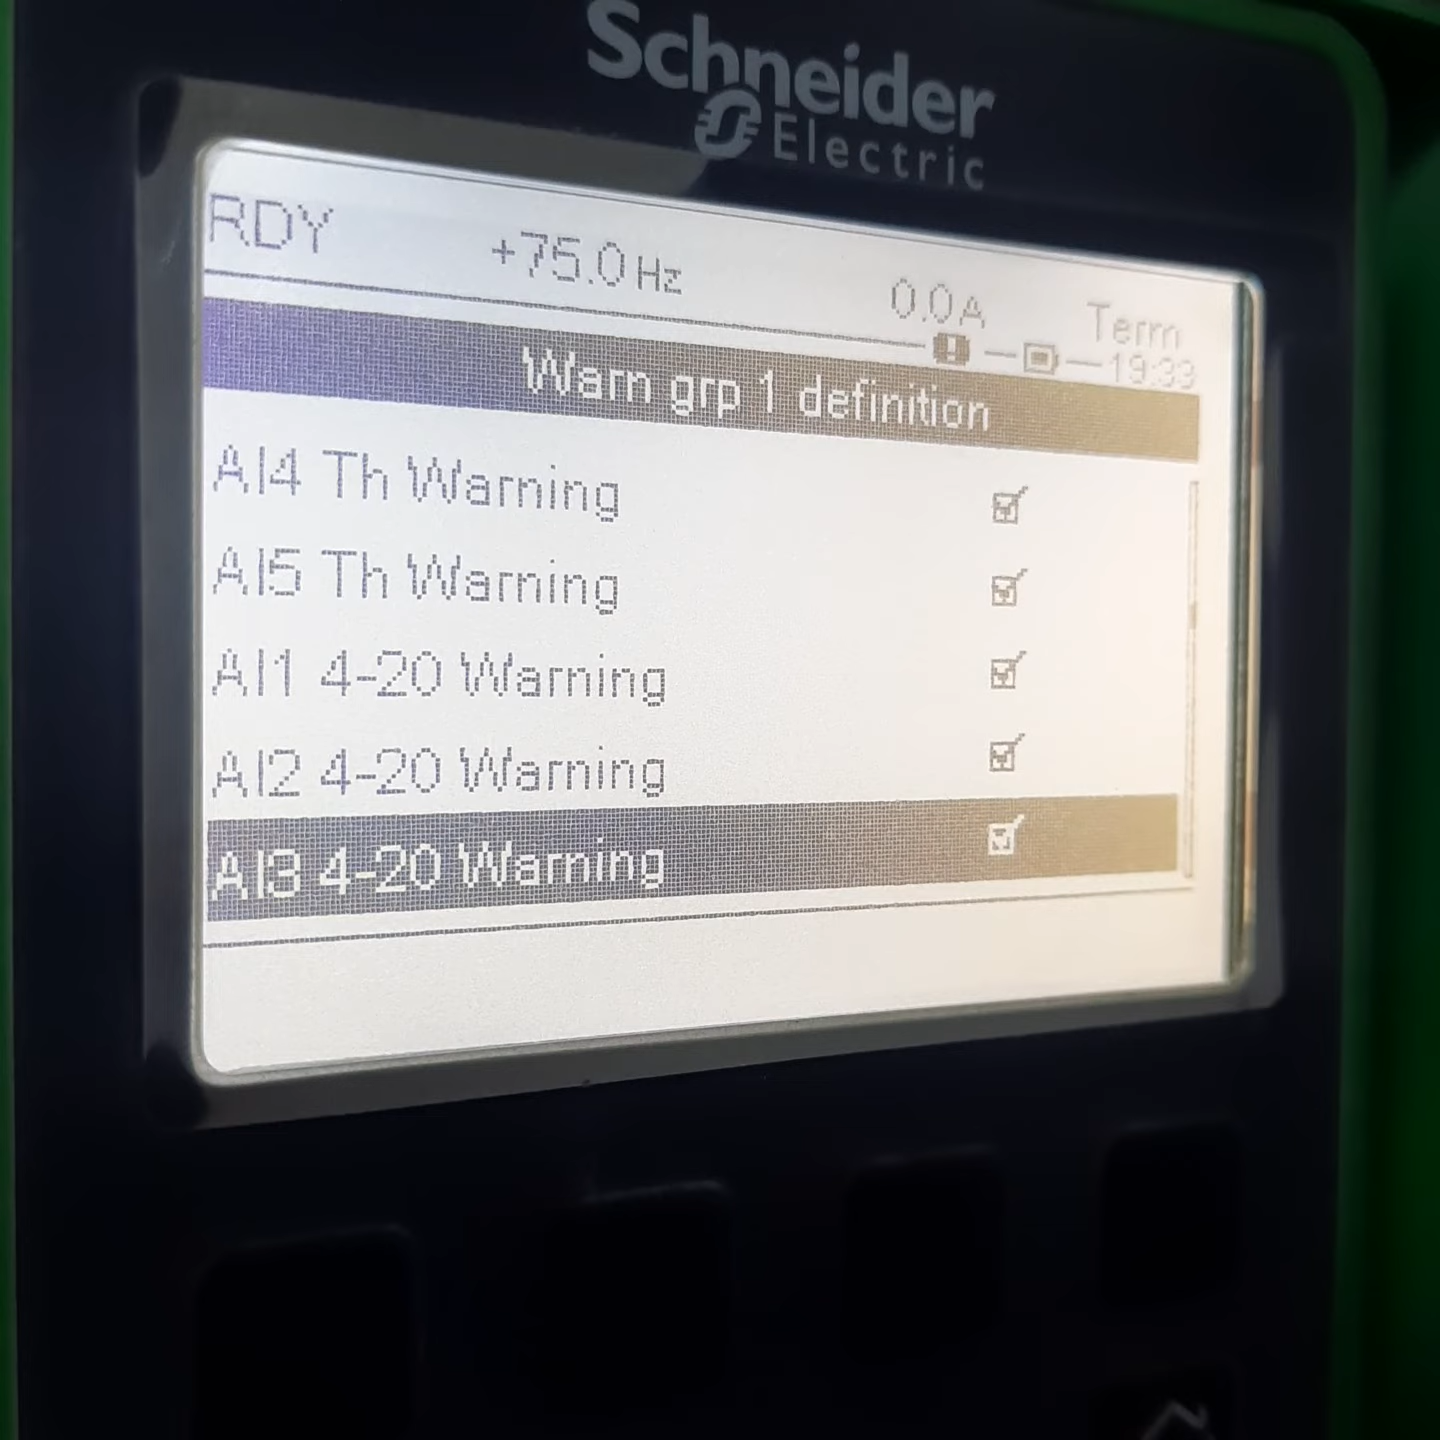 Schneider
Electric
RDY +75.0Hz 0.0A Term
19:33
Warn grp 1 definition
AI4 Th Warning
AI5 Th Warning
AI1 4-20 Warning
AI2 4-20 Warning
AI3 4-20 Warning